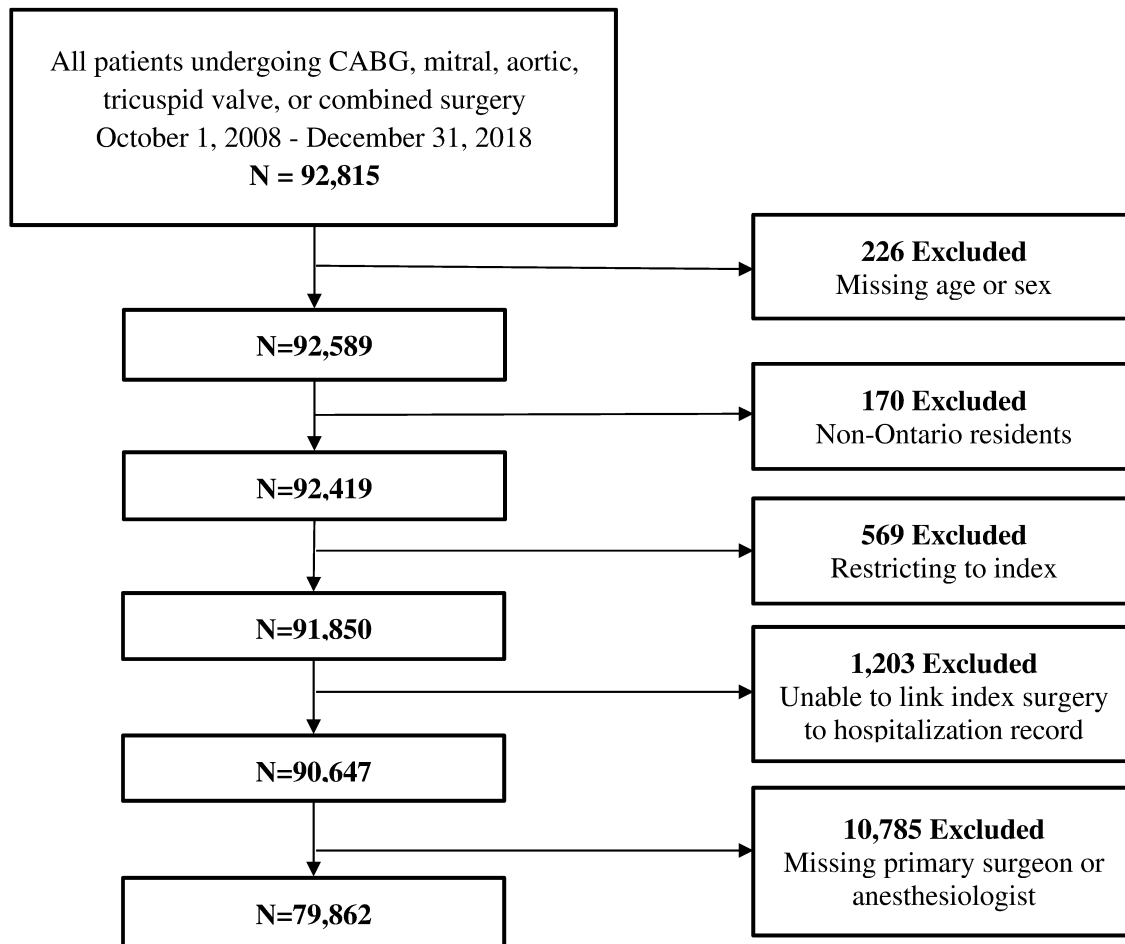 All patients undergoing CABG, mitral, aortic,
tricuspid valve, or combined surgery
October 1, 2008 - December 31, 2018
N = 92,815
226 Excluded
Missing age or sex
N=92,589
170 Excluded
Non-Ontario residents
N=92,419
569 Excluded
Restricting to index
N=91,850
1,203 Excluded
Unable to link index surgery
to hospitalization record
N=90,647
10,785 Excluded
Missing primary surgeon or
anesthesiologist
N=79,862